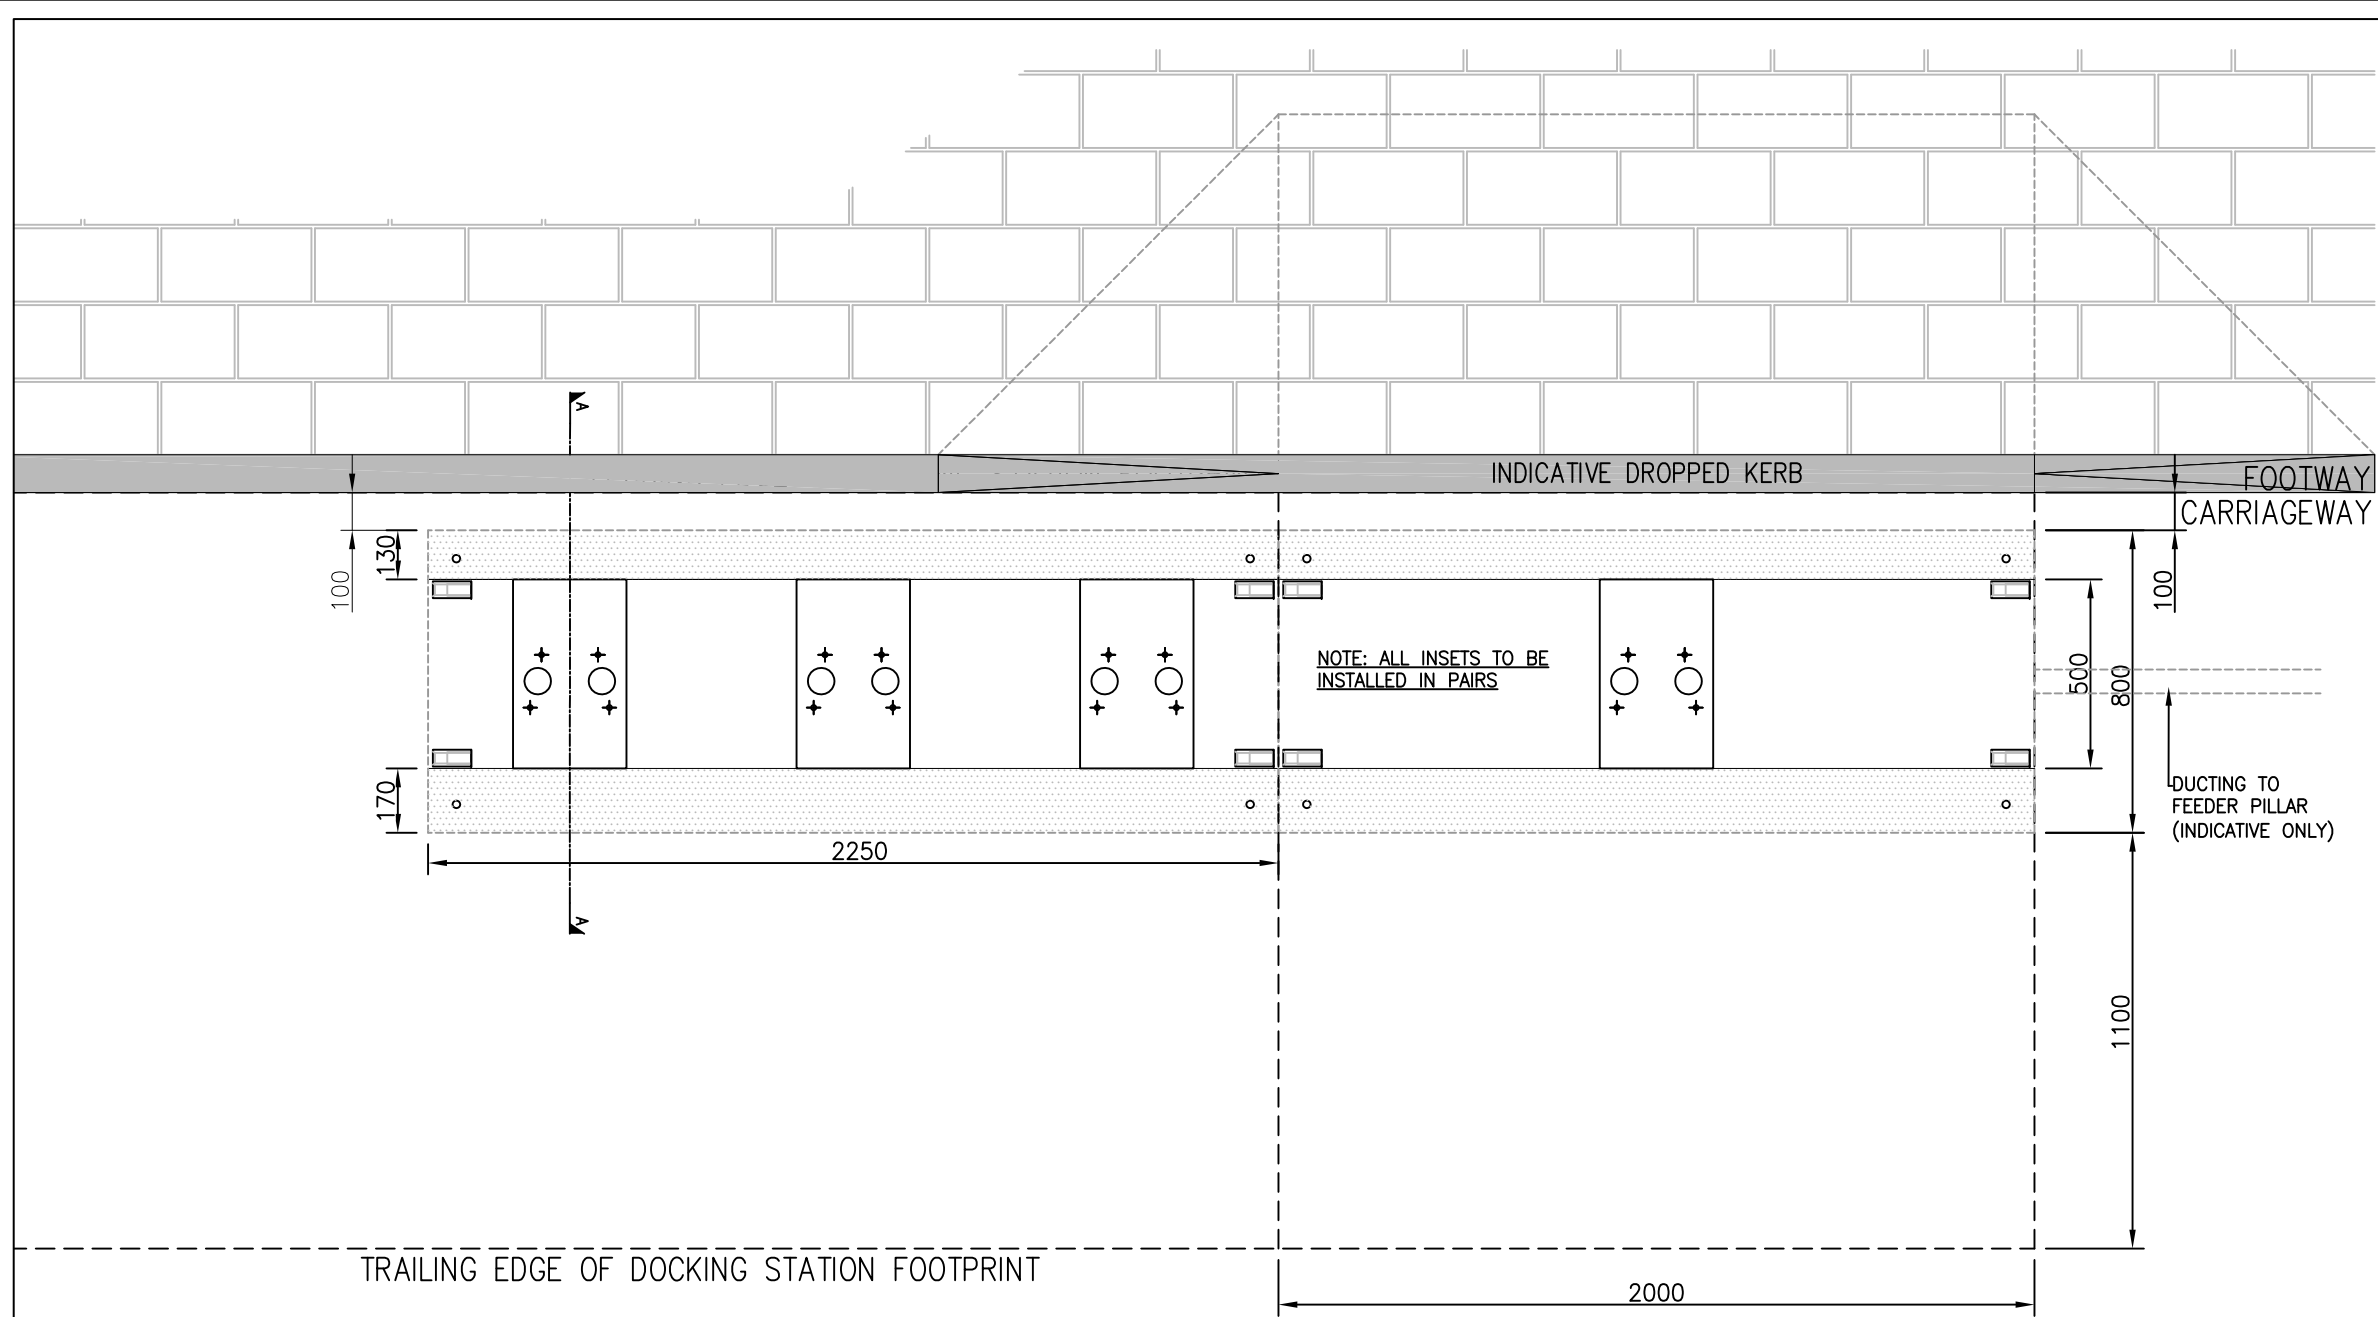 A
INDICATIVE DROPPED KERB
FOOTWAY
CARRIAGEWAY
130
100
100
NOTE: ALL INSETS TO BE
INSTALLED IN PAIRS
500
800
170
DUCTING TO
FEEDER PILLAR
(INDICATIVE ONLY)
2250
A
1100
TRAILING EDGE OF DOCKING STATION FOOTPRINT
2000